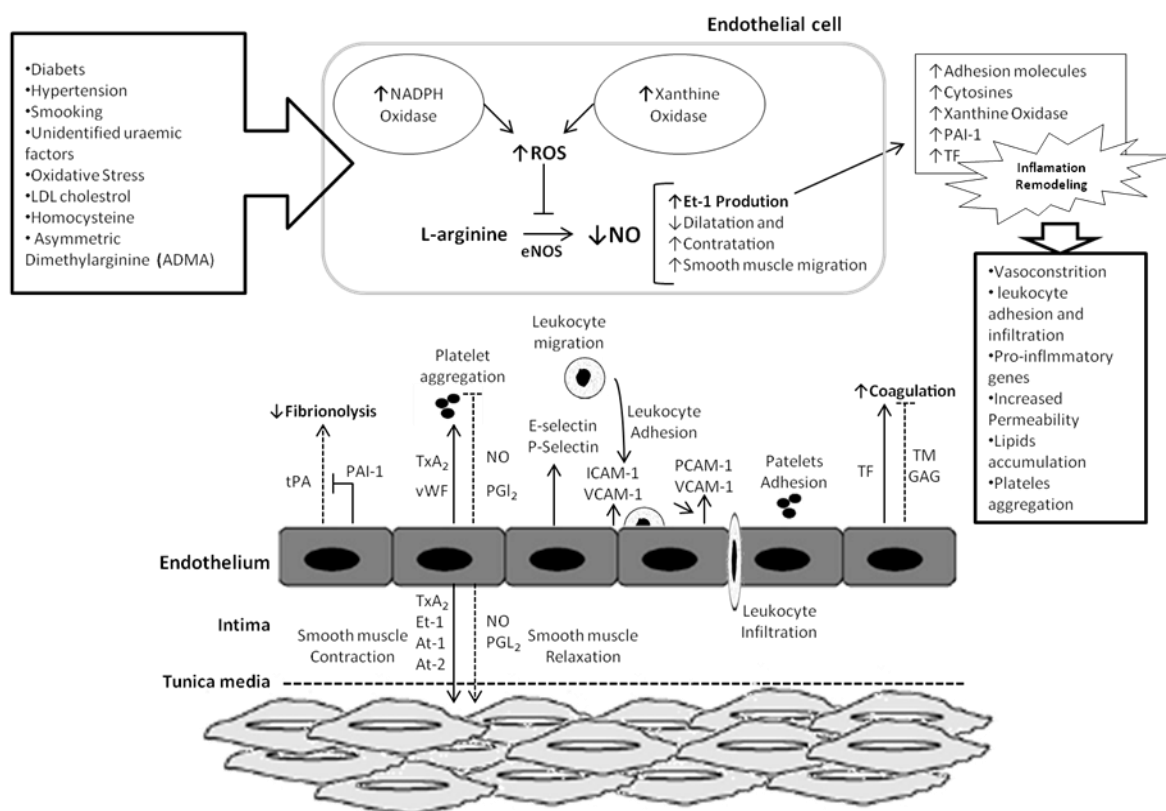 Endothelial cell
•Diabets
•Hypertension
•Smooking
•Unidentified uraemic
factors
•Oxidative Stress
•LDL cholestrol
•Homocysteine
• Asymmetric
Dimethylarginine (ADMA)
↑NADPH
Oxidase
↑Xanthine
Oxidase
↑ROS
L-arginine
eNOS
↓NO
↑Et-1 Prodution
↓Dilatation and
↑Contratation
↑Smooth muscle migration
↑Adhesion molecules
↑Cytosines
↑Xanthine Oxidase
↑PAI-1
↑TF
Inflamation
Remodeling
•Vasoconstrition
• leukocyte
adhesion and
infiltration
•Pro-inflmmatory
genes
•Increased
Permeability
•Lipids
accumulation
•Plateles
aggregation
↓Fibrionolysis
tPA
PAI-1
Platelet
aggregation
TxA₂
vWF
NO
PGI₂
Leukocyte
migration
E-selectin
P-Selectin
Leukocyte
Adhesion
ICAM-1
VCAM-1
PCAM-1
VCAM-1
Patelets
Adhesion
↑Coagulation
TF
TM
GAG
Endothelium
Intima
Smooth muscle
Contraction
TxA₂
Et-1
At-1
At-2
NO
PGL₂
Smooth muscle
Relaxation
Leukocyte
Infiltration
Tunica media